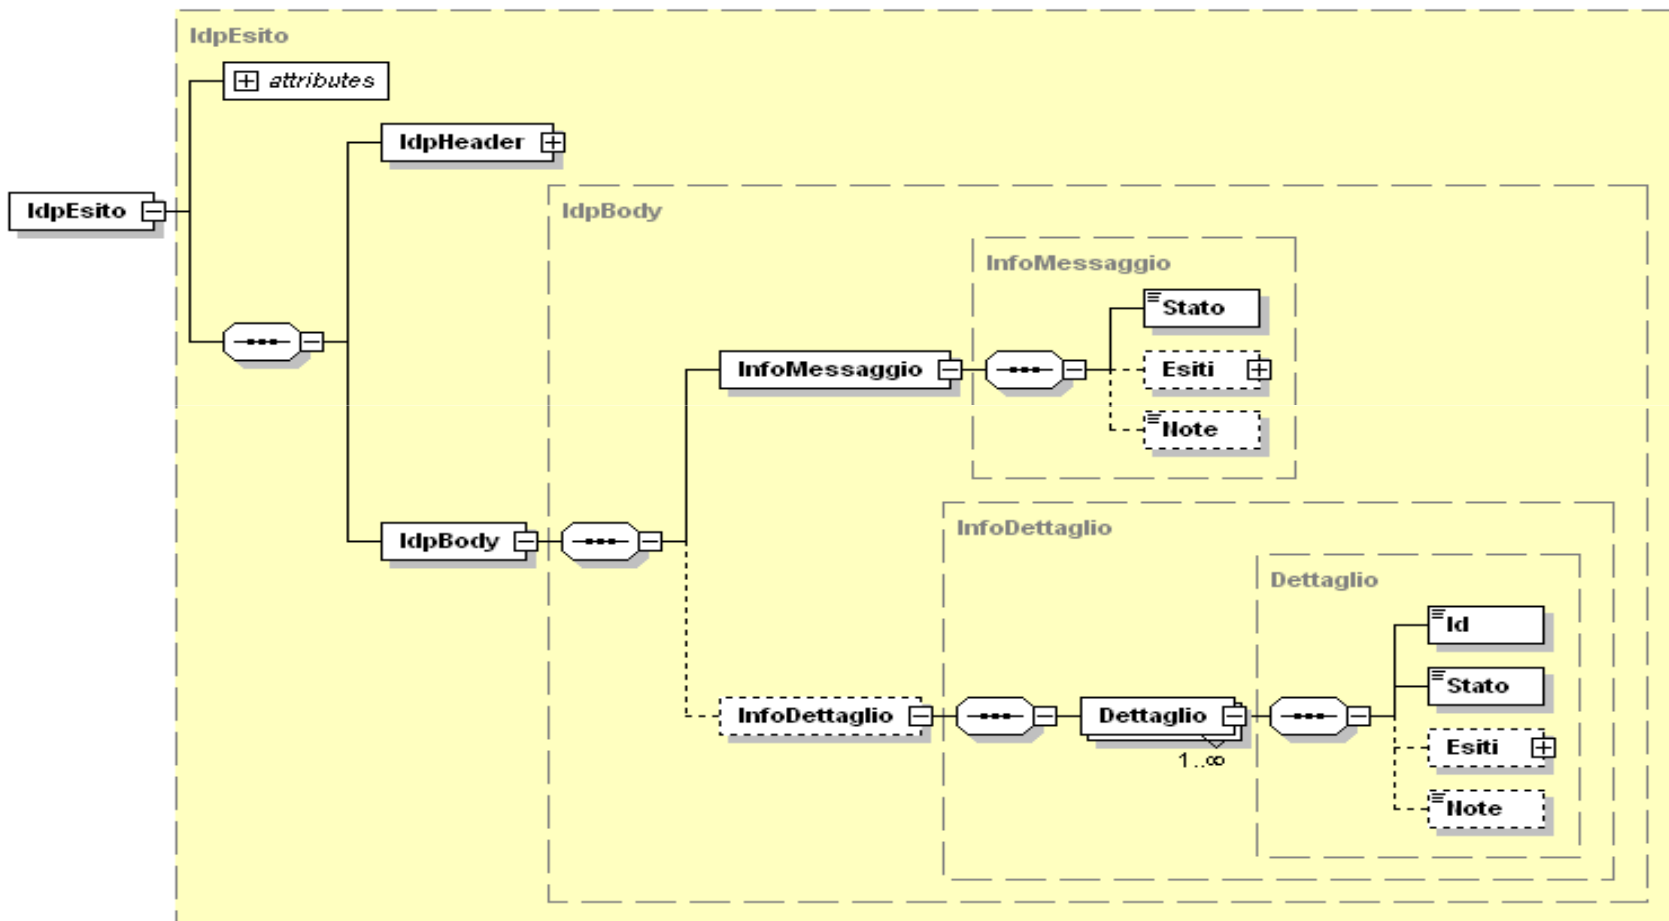 IdpEsito
attributes
IdpHeader
IdpEsito
IdpBody
InfoMessaggio
Stato
InfoMessaggio
Esiti
Note
IdpBody
InfoDettaglio
Dettaglio
Id
Stato
InfoDettaglio
Dettaglio
1..∞
Esiti
Note